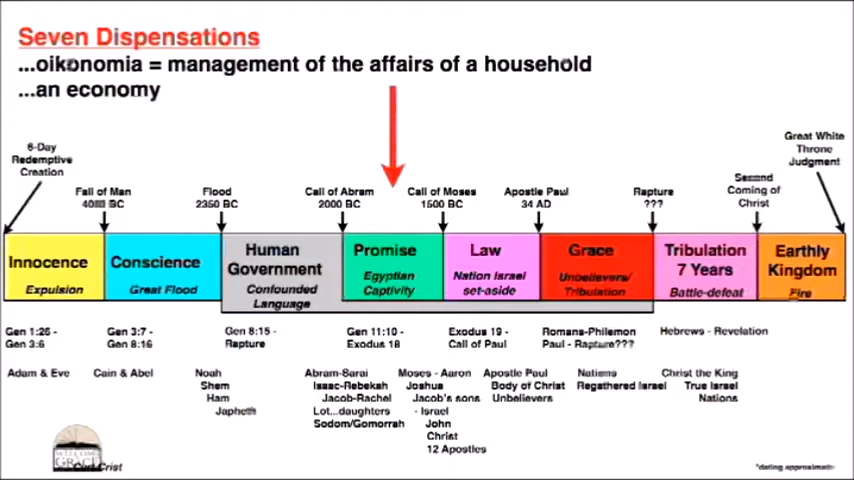 Seven Dispensations
...oikonomia = management of the affairs of a household
...an economy
6-Day
Redemptive
Creation
Fall of Man
BC
Flood
2350 BC
Call of Abram
2000 BC
Call of Moses
1500 BC
Apostle Paul
34 AD
Rapture
???
Second
Coming of
Christ
Great White
Throne
Judgment
Innocence
Expulsion
Conscience
Great Flood
Human
Government
Confounded
Language
Promise
Egyptian
Captivity
Law
Nation Israel
set-aside
Grace
Unbelievers/
Tribulation
Tribulation
7 Years
Battle-defeat
Earthly
Kingdom
Fire
Gen 1:26 -
Gen 3:6
Gen 3:7 -
Gen 8:16
Gen 8:15 -
Rapture
Gen 11:10 -
Exodus 18
Exodus 19 -
Call of Paul
Romans-Philemon
Paul - Rapture???
Hebrews - Revelation
Adam & Eve
Cain & Abel
Noah
Shem
Ham
Japheth
Abram-Sarai
Isaac-Rebekah
Jacob-Rachel
Lot...daughters
Sodom/Gomorrah
Moses - Aaron
Joshua
Jacob's sons
- Israel
John
Christ
12 Apostles
Apostle Paul
Body of Christ
Unbelievers
Nations
Regathered Israel
Christ the King
True Israel
Nations
GRACE
Crist
*dating approximate